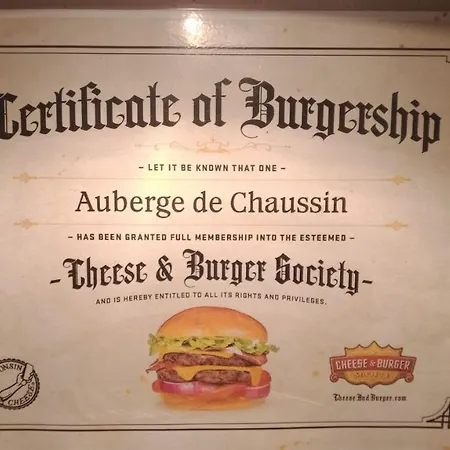 Certificate of Burgership
– LET IT BE KNOWN THAT ONE –
Auberge de Chaussin
– HAS BEEN GRANTED FULL MEMBERSHIP INTO THE ESTEEMED –
- Cheese & Burger Society -
AND IS HEREBY ENTITLED TO ALL ITS RIGHTS AND PRIVILEGES.
CHEESE & BURGER
CheeseAndBurger.com
CHEESE